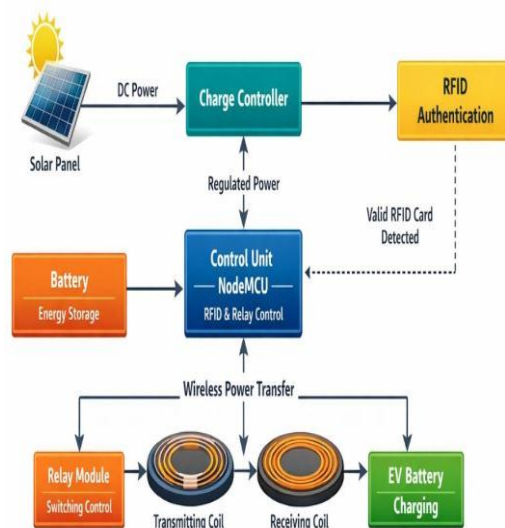 DC Power
Charge Controller
RFID
Authentication
Solar Panel
Regulated Power
Valid RFID Card
Detected
Battery
Energy Storage
Control Unit
NodeMCU
RFID & Relay Control
Wireless Power Transfer
Relay Module
Switching Control
Transmitting Coil
Receiving Coil
EV Battery
Charging